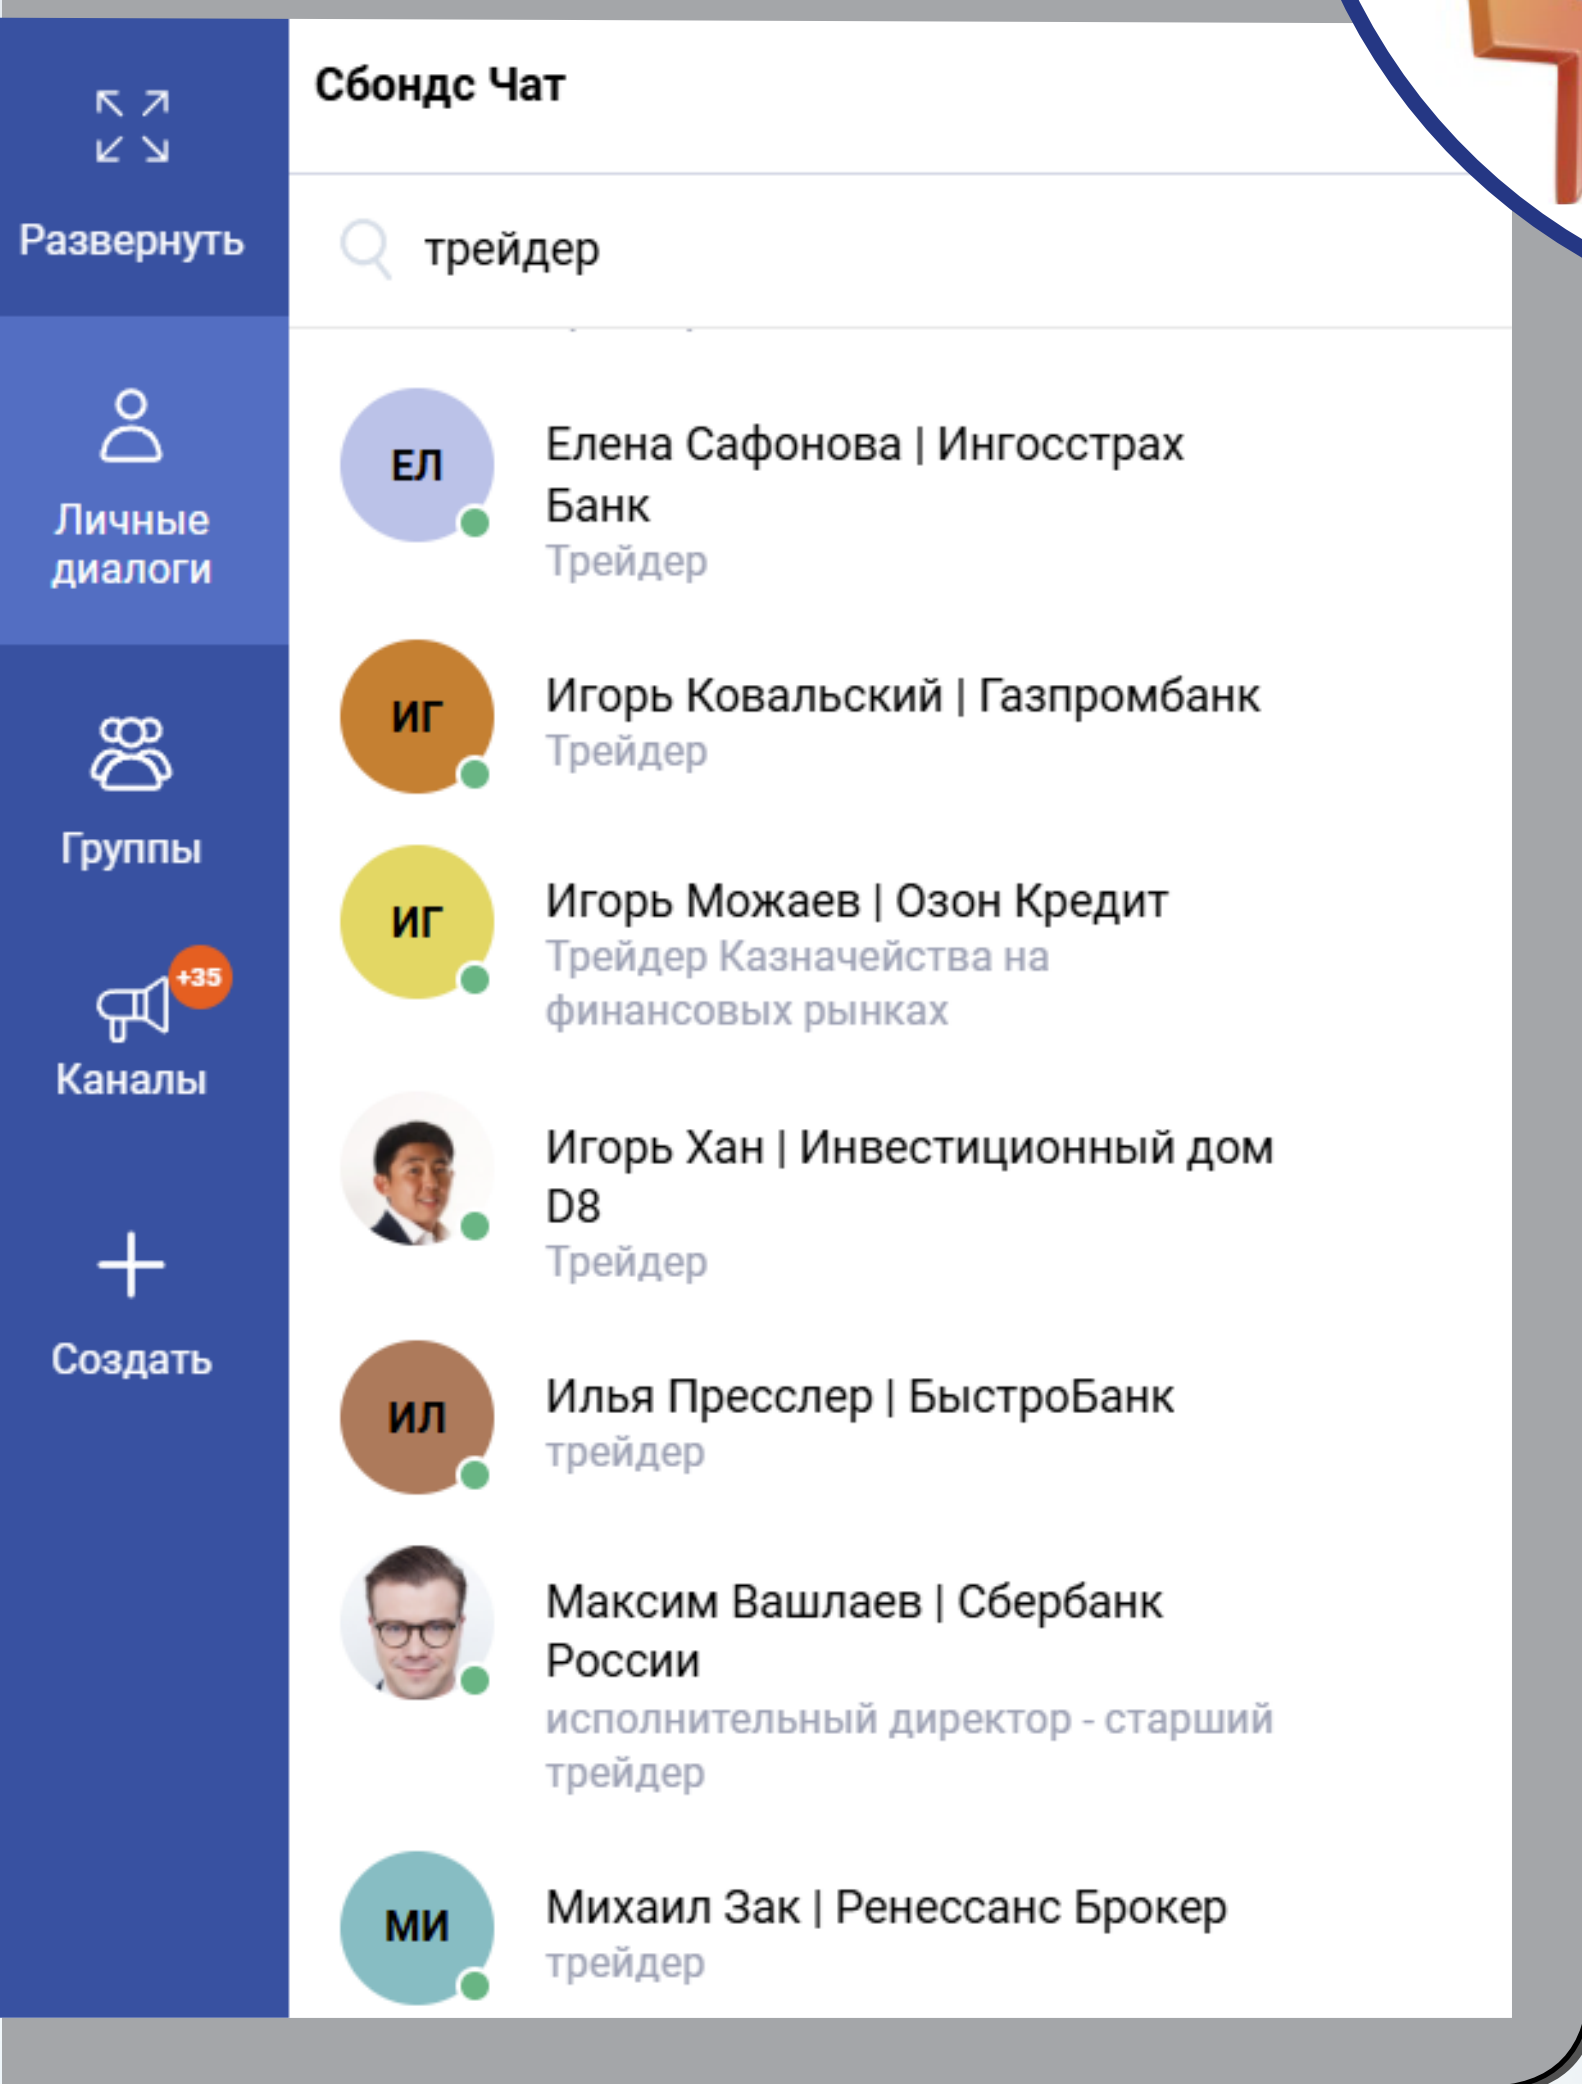 Сбондс Чат
Развернуть
трейдер
Личные
диалоги
Группы
+35
Каналы
Создать
ЕЛ
Елена Сафонова | Ингосстрах
Банк
Трейдер
ИГ
Игорь Ковальский | Газпромбанк
Трейдер
ИГ
Игорь Можаев | Озон Кредит
Трейдер Казначейства на
финансовых рынках
Игорь Хан | Инвестиционный дом
D8
Трейдер
ИЛ
Илья Пресслер | БыстроБанк
трейдер
Максим Вашлаев | Сбербанк
России
исполнительный директор - старший
трейдер
МИ
Михаил Зак | Ренессанс Брокер
трейдер